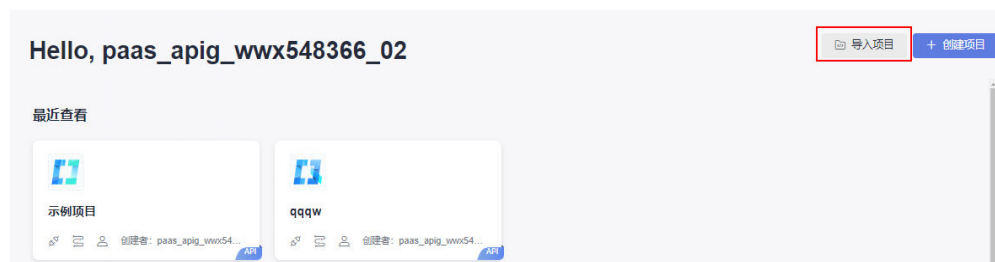 Hello, paas_apig_wwx548366_02
导入项目
+ 创建项目
最近查看
示例项目
创建者：paas_apig_wwx54...
API
qqqw
创建者：paas_apig_wwx54...
API